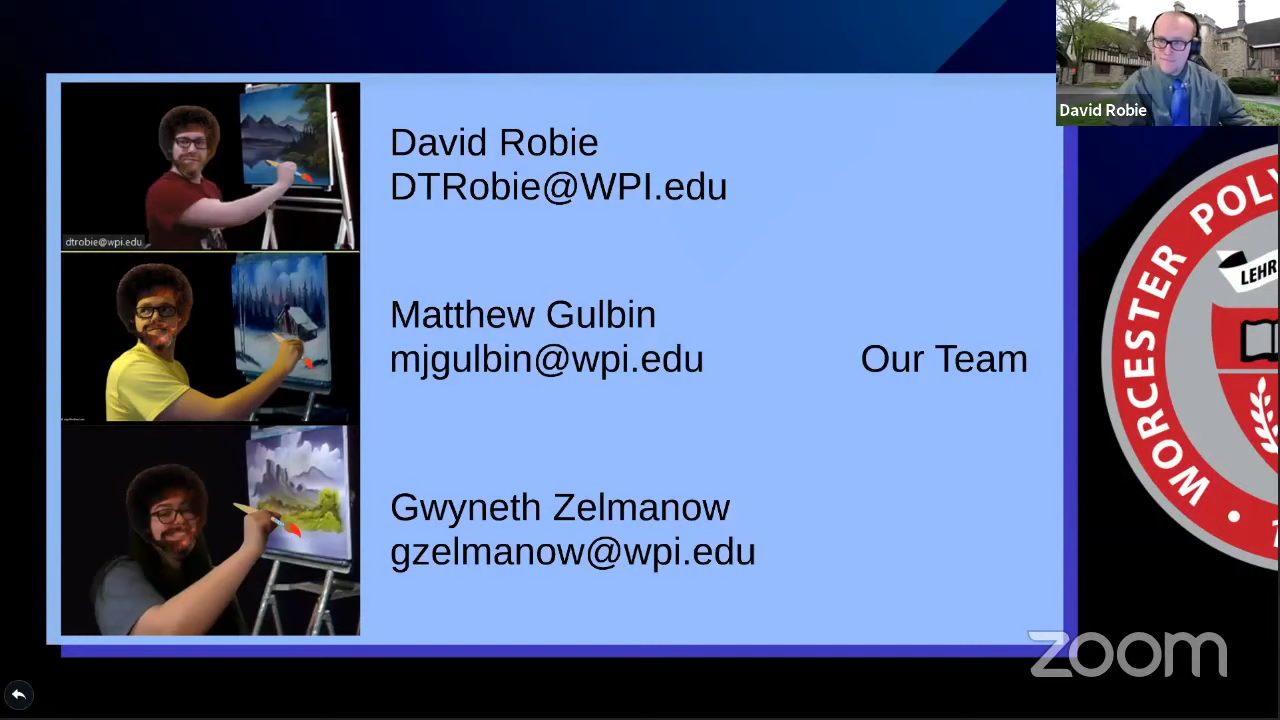 David Robie
DTRobie@WPI.edu
dtrobie@wpi.edu
Matthew Gulbin
mjgulbin@wpi.edu
Our Team
Gwyneth Zelmanow
gzelmanow@wpi.edu
David Robie
WORCESTER POLY
LEHR
zoom